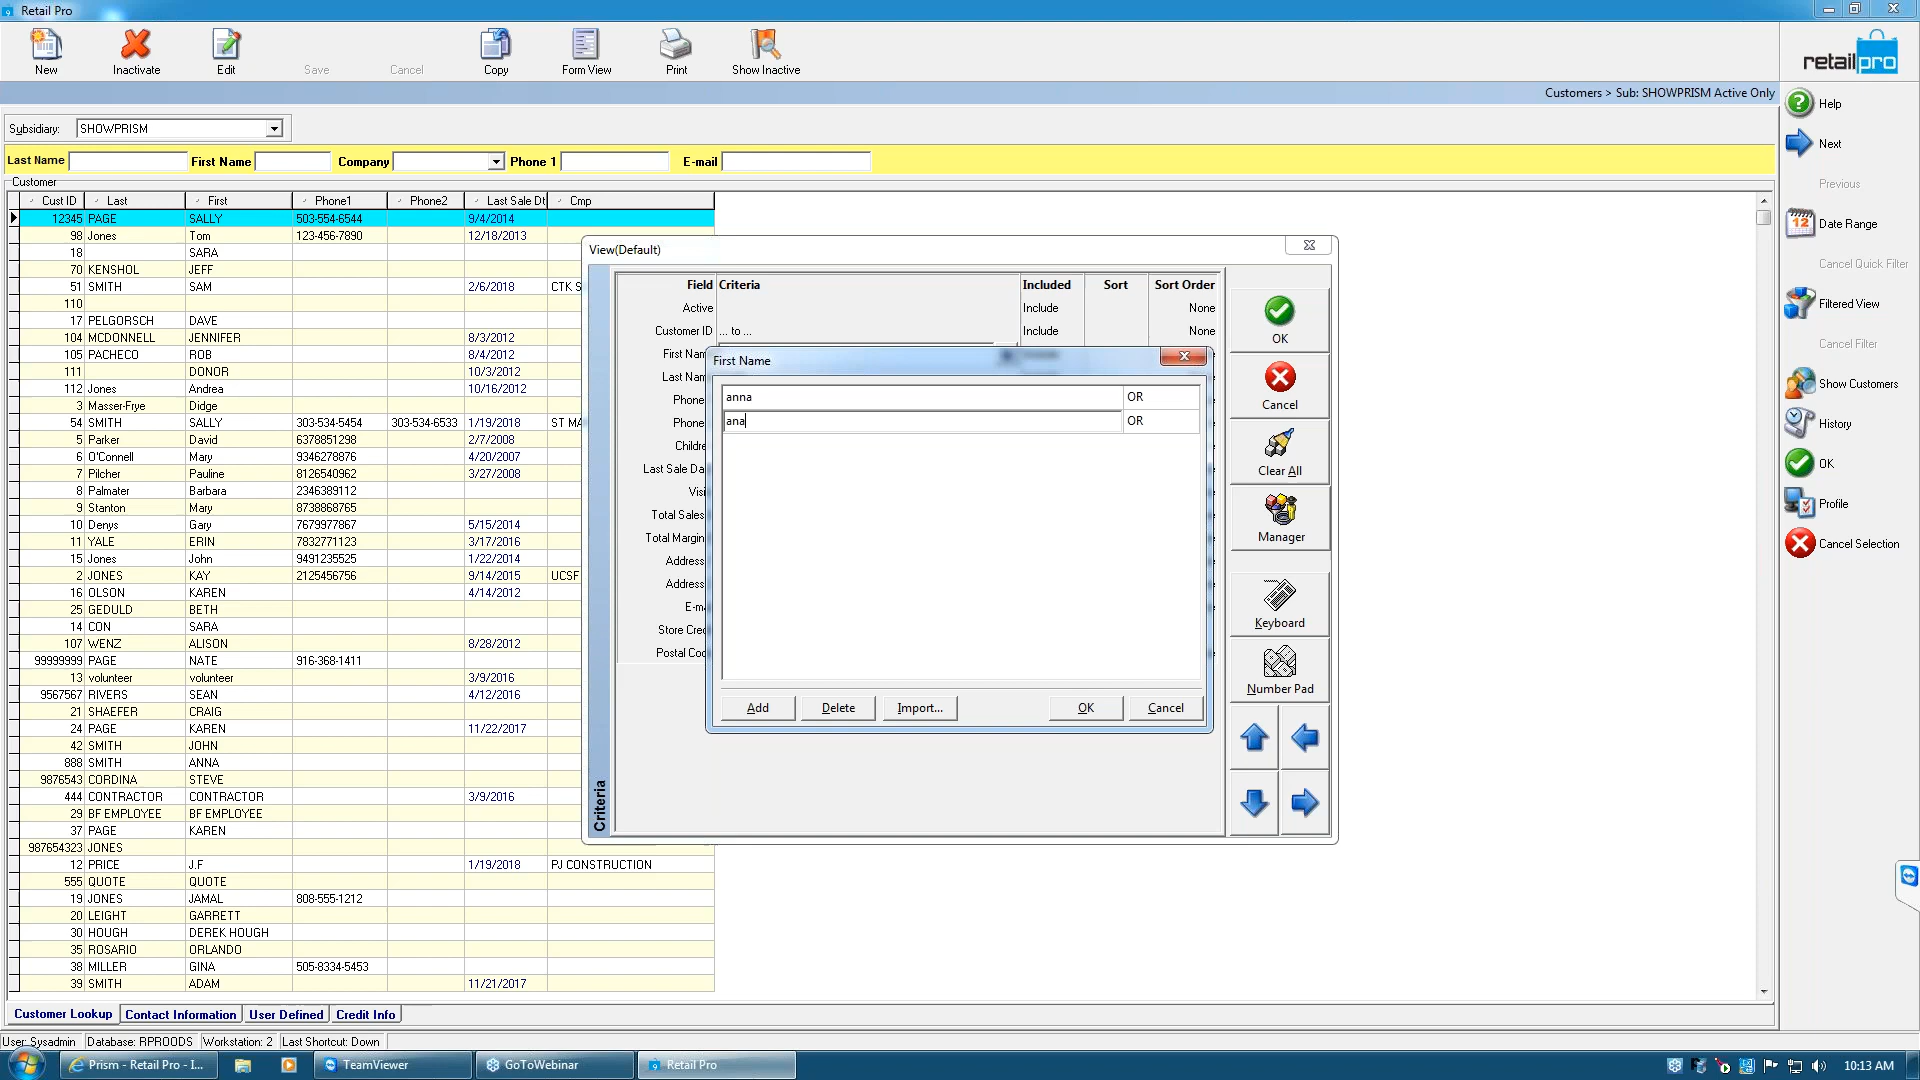 Retail Pro
New
Inactivate
Edit
Save
Cancel
Copy
Form View
Print
Show Inactive
retail pro
Customers > Sub: SHOWPRISM Active Only
Subsidiary: SHOWPRISM
Last Name First Name Company Phone 1 E-mail
Customer
Cust ID Last First Phone1 Phone2 Last Sale Dt Cmp
12345 PAGE SALLY 503-554-6544 9/4/2014
98 Jones Tom 123-456-7890 12/18/2013
18 SARA
70 KENSHOL JEFF
51 SMITH SAM 2/6/2018 CTK S
110
17 PELGORSCH DAVE
104 MCDONNELL JENNIFER 8/3/2012
105 PACHECO ROB 8/4/2012
111 DONOR 10/3/2012
112 Jones Andrea 10/16/2012
3 Masser-Frye Didge
54 SMITH SALLY 303-534-5454 303-534-6533 1/19/2018 ST MA
5 Parker David 6378851298 2/7/2008
6 O'Connell Mary 9346278876 4/20/2007
7 Pilcher Pauline 8126540962 3/27/2008
8 Palmater Barbara 2346389112
9 Stanton Mary 8738868765
10 Denys Gary 7679977867 5/15/2014
11 YALE ERIN 7832771123 3/17/2016
15 Jones John 9491235525 1/22/2014
2 JONES KAY 2125456756 9/14/2015 UCSF
16 OLSON KAREN 4/14/2012
25 GEDULD BETH
14 CON SARA
107 WENZ ALISON 8/28/2012
99999999 PAGE NATE 916-368-1411
13 volunteer volunteer 3/9/2016
9567567 RIVERS SEAN 4/12/2016
21 SHAEFER CRAIG
24 PAGE KAREN 11/22/2017
42 SMITH JOHN
888 SMITH ANNA
9876543 CORDINA STEVE
444 CONTRACTOR CONTRACTOR 3/9/2016
29 BF EMPLOYEE BF EMPLOYEE
37 PAGE KAREN
987654323 JONES
12 PRICE J.F 1/19/2018 PJ CONSTRUCTION
555 QUOTE QUOTE
19 JONES JAMAL 808-555-1212
20 LEIGHT GARRETT
30 HOUGH DEREK HOUGH
35 ROSARIO ORLANDO
38 MILLER GINA 505-8334-5453
39 SMITH ADAM 11/21/2017
View(Default)
Field Criteria Included Sort Sort Order
Active Include None
Customer ID ... to ... Include None
First Nam
Last Nam
Phone
Phone
Childre
Last Sale Da
Visi
Total Sales
Total Margin
Address
Address
E-ma
Store Cred
Postal Cod
Criteria
First Name
anna OR
ana OR
Add Delete Import... OK Cancel
OK
Cancel
Clear All
Manager
Keyboard
Number Pad
Help
Next
Previous
12 Date Range
Cancel Quick Filter
Filtered View
Cancel Filter
Show Customers
History
OK
Profile
Cancel Selection
Customer Lookup Contact Information User Defined Credit Info
User: Sysadmin Database: RPROODS Workstation: 2 Last Shortcut: Down
Prism - Retail Pro - I... TeamViewer GoToWebinar Retail Pro 10:13 AM